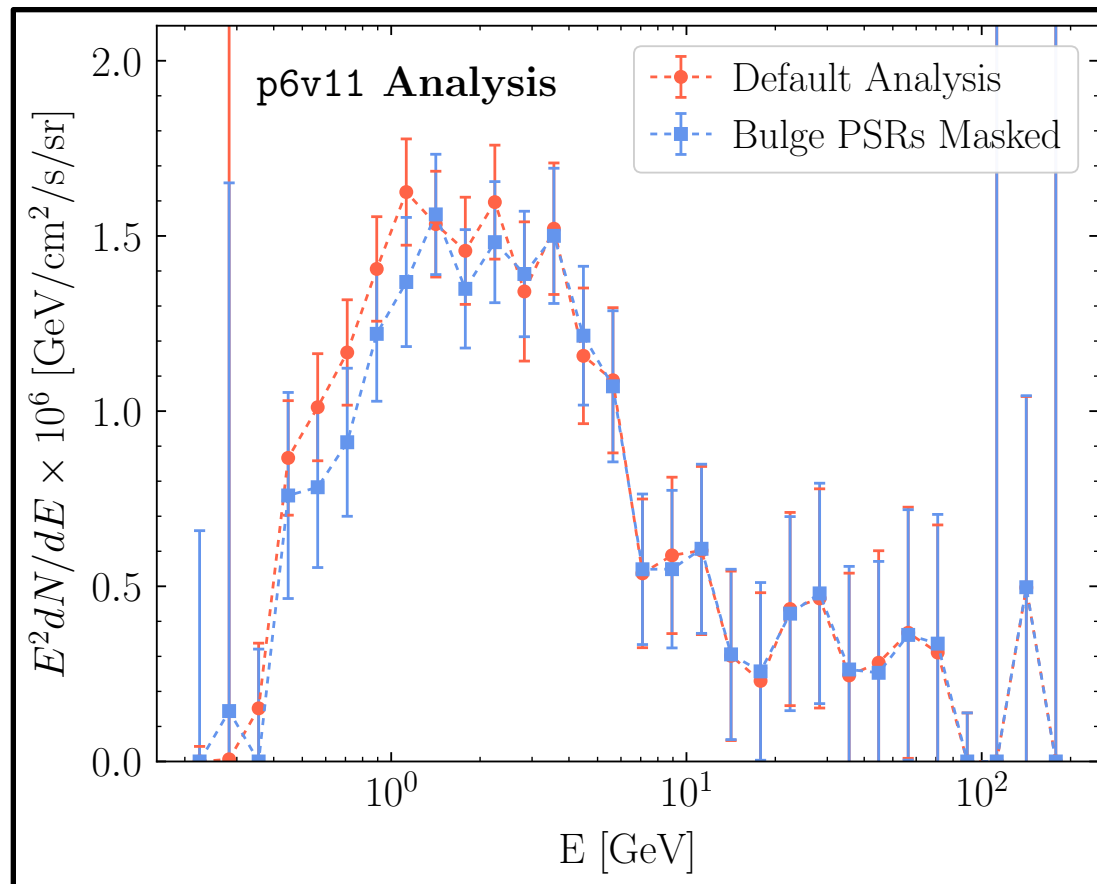 p6v11 Analysis
Default Analysis
Bulge PSRs Masked
E²dN/dE × 10⁶ [GeV/cm²/s/sr]
2.0
1.5
1.0
0.5
0.0
10⁰
10¹
10²
E [GeV]